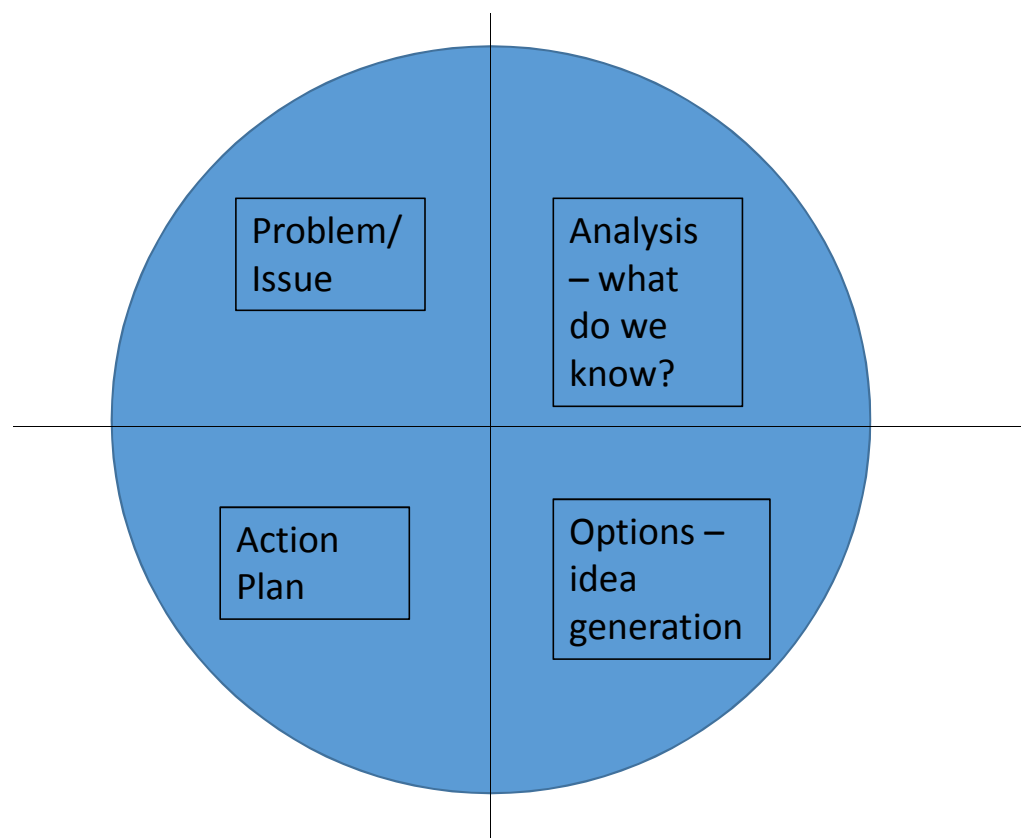 Problem/
Issue
Analysis
– what
do we
know?
Action
Plan
Options –
idea
generation